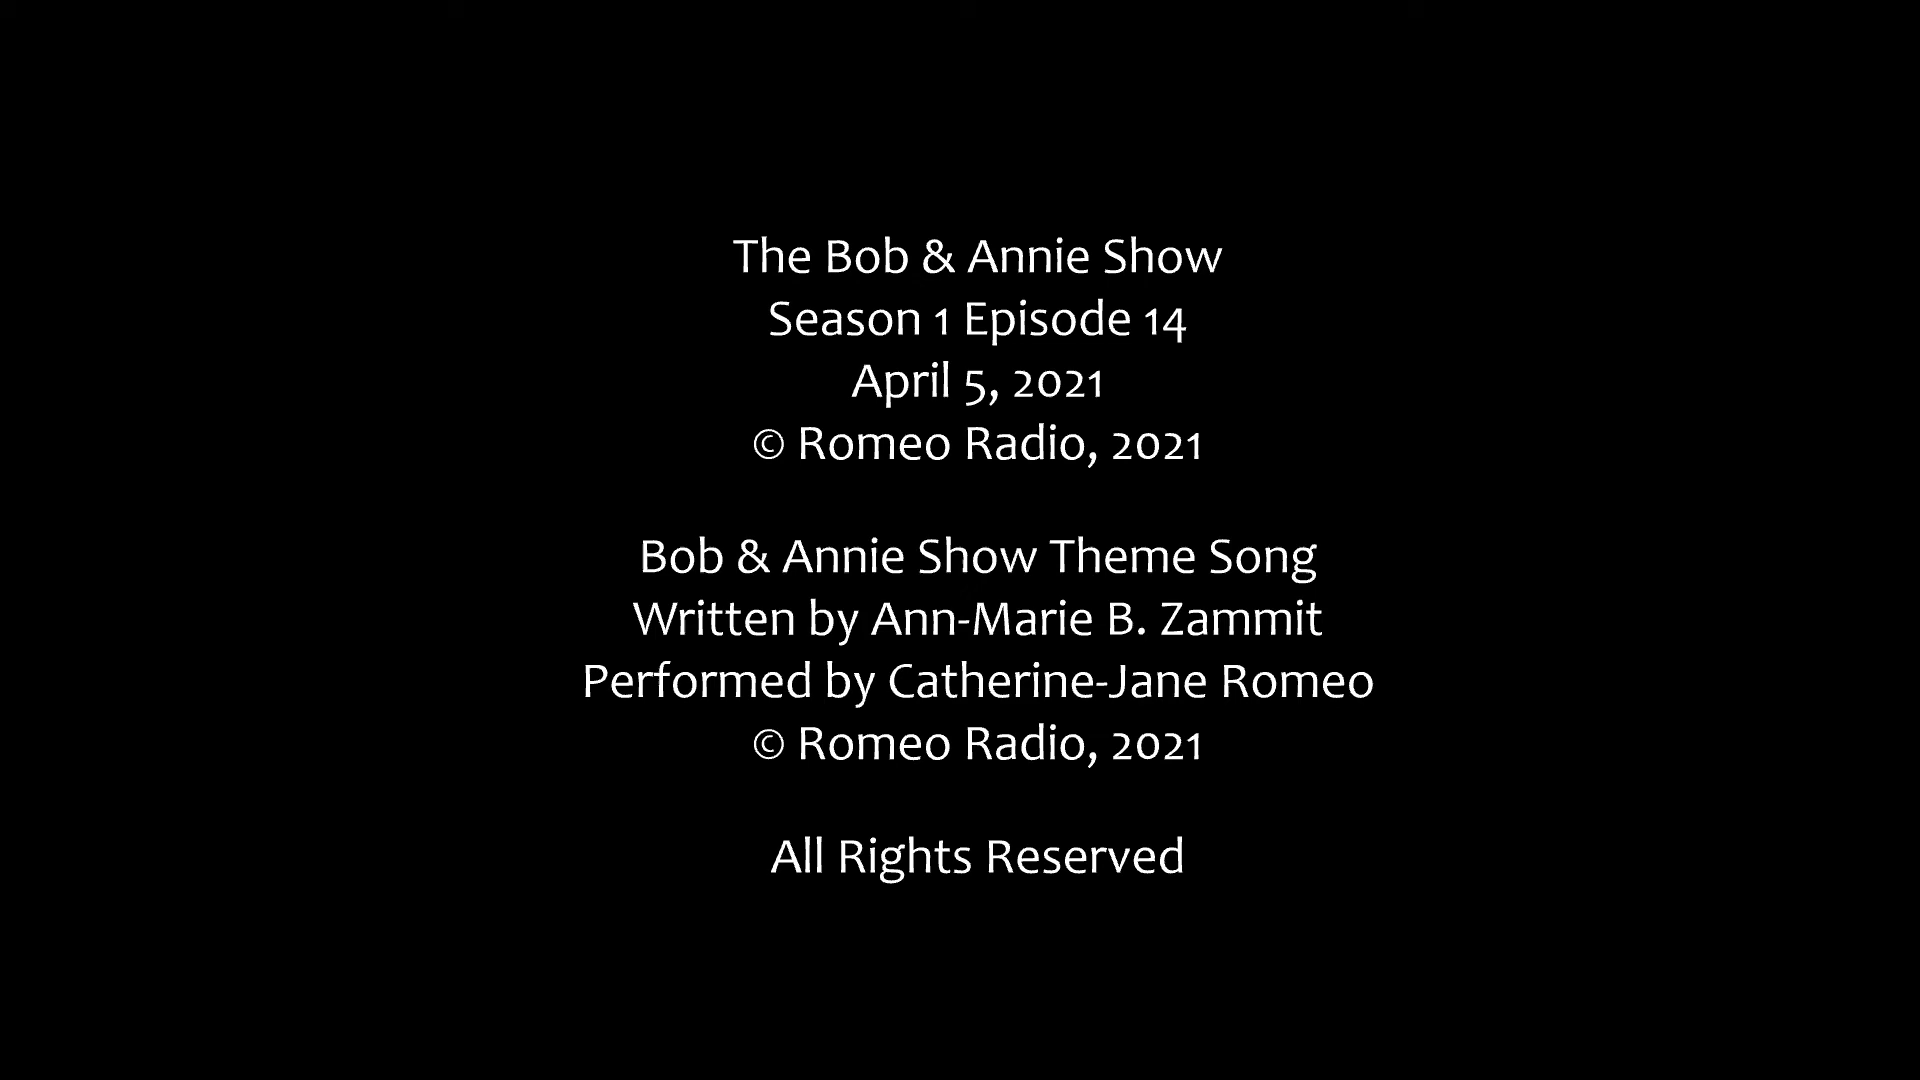 The Bob & Annie Show
Season 1 Episode 14
April 5, 2021
© Romeo Radio, 2021
Bob & Annie Show Theme Song
Written by Ann-Marie B. Zammit
Performed by Catherine-Jane Romeo
© Romeo Radio, 2021
All Rights Reserved